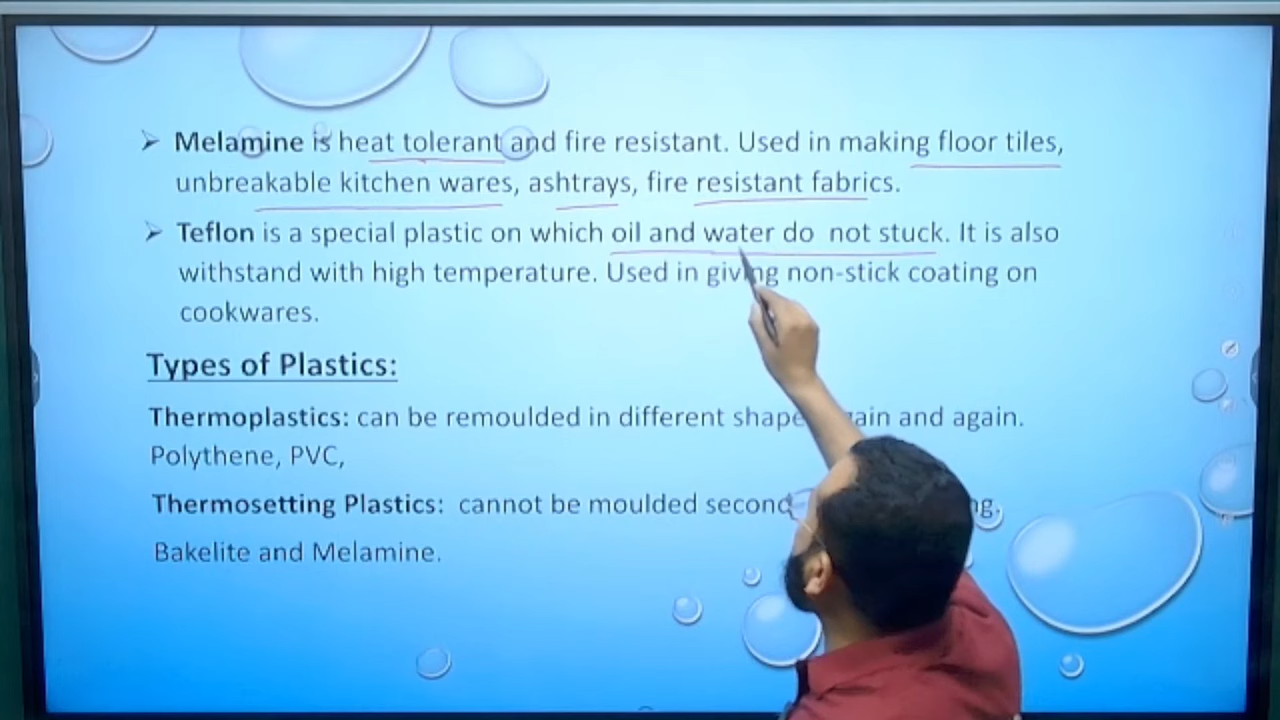 ➢ Melamine is heat tolerant and fire resistant. Used in making floor tiles,
unbreakable kitchen wares, ashtrays, fire resistant fabrics.
➢ Teflon is a special plastic on which oil and water do not stuck. It is also
withstand with high temperature. Used in giving non-stick coating on
cookwares.
Types of Plastics:
Thermoplastics: can be remoulded in different shape and again.
Polythene, PVC,
Thermosetting Plastics: cannot be moulded second
Bakelite and Melamine.